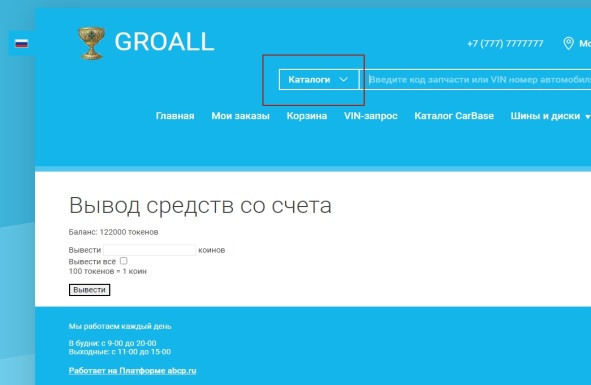 GROALL
+7 (777) 7777777
Каталоги
Введите код запчасти или VIN номер автомобиля
Главная Мои заказы Корзина VIN-запрос Каталог CarBase Шины и диски
Вывод средств со счета
Баланс: 122000 токенов
Вывести коинов
Вывести всё
100 токенов = 1 коин
Вывести
Мы работаем каждый день
В будни: с 9-00 до 20-00
Выходные: с 11-00 до 15-00
Работает на Платформе abcp.ru